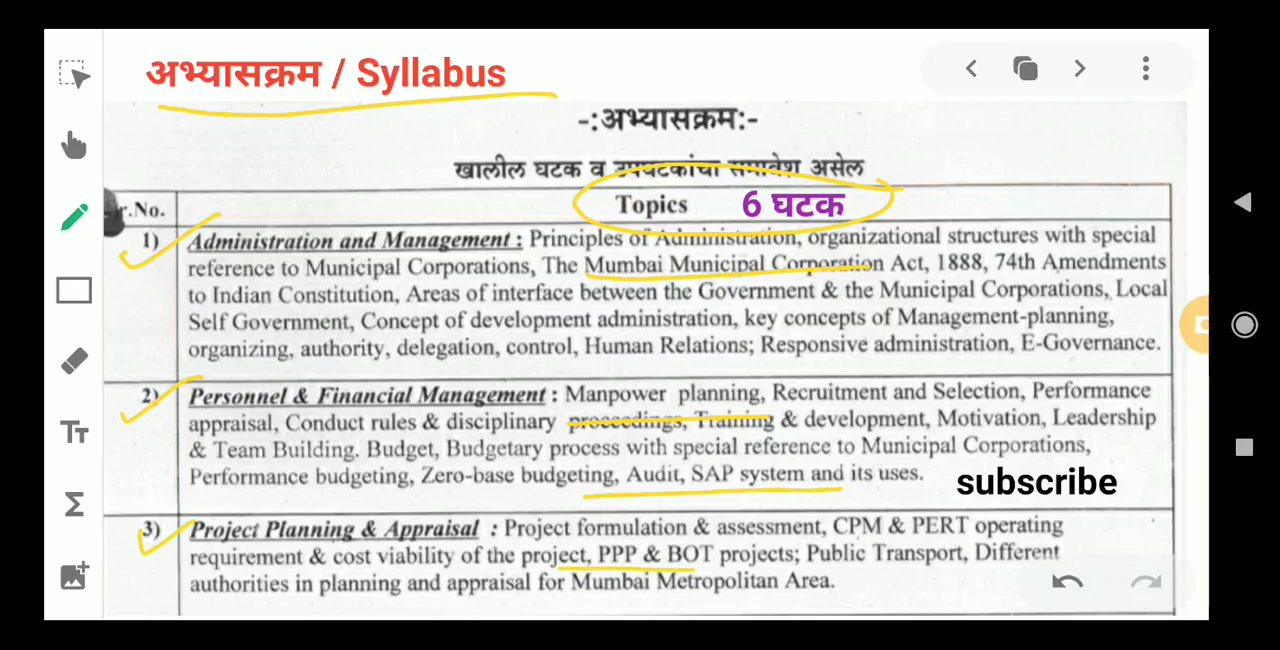 अभ्यासक्रम / Syllabus
-:अभ्यासक्रम:-
खालील घटक व उपघटकांचा समावेश असेल
r.No. Topics 6 घटक
1) Administration and Management : Principles of Administration, organizational structures with special
reference to Municipal Corporations, The Mumbai Municipal Corporation Act, 1888, 74th Amendments
to Indian Constitution, Areas of interface between the Government & the Municipal Corporations, Local
Self Government, Concept of development administration, key concepts of Management-planning,
organizing, authority, delegation, control, Human Relations; Responsive administration, E-Governance.
2) Personnel & Financial Management : Manpower planning, Recruitment and Selection, Performance
appraisal, Conduct rules & disciplinary proceedings, Training & development, Motivation, Leadership
& Team Building. Budget, Budgetary process with special reference to Municipal Corporations,
Performance budgeting, Zero-base budgeting, Audit, SAP system and its uses.
subscribe
3) Project Planning & Appraisal : Project formulation & assessment, CPM & PERT operating
requirement & cost viability of the project, PPP & BOT projects; Public Transport, Different
authorities in planning and appraisal for Mumbai Metropolitan Area.
TT
Σ